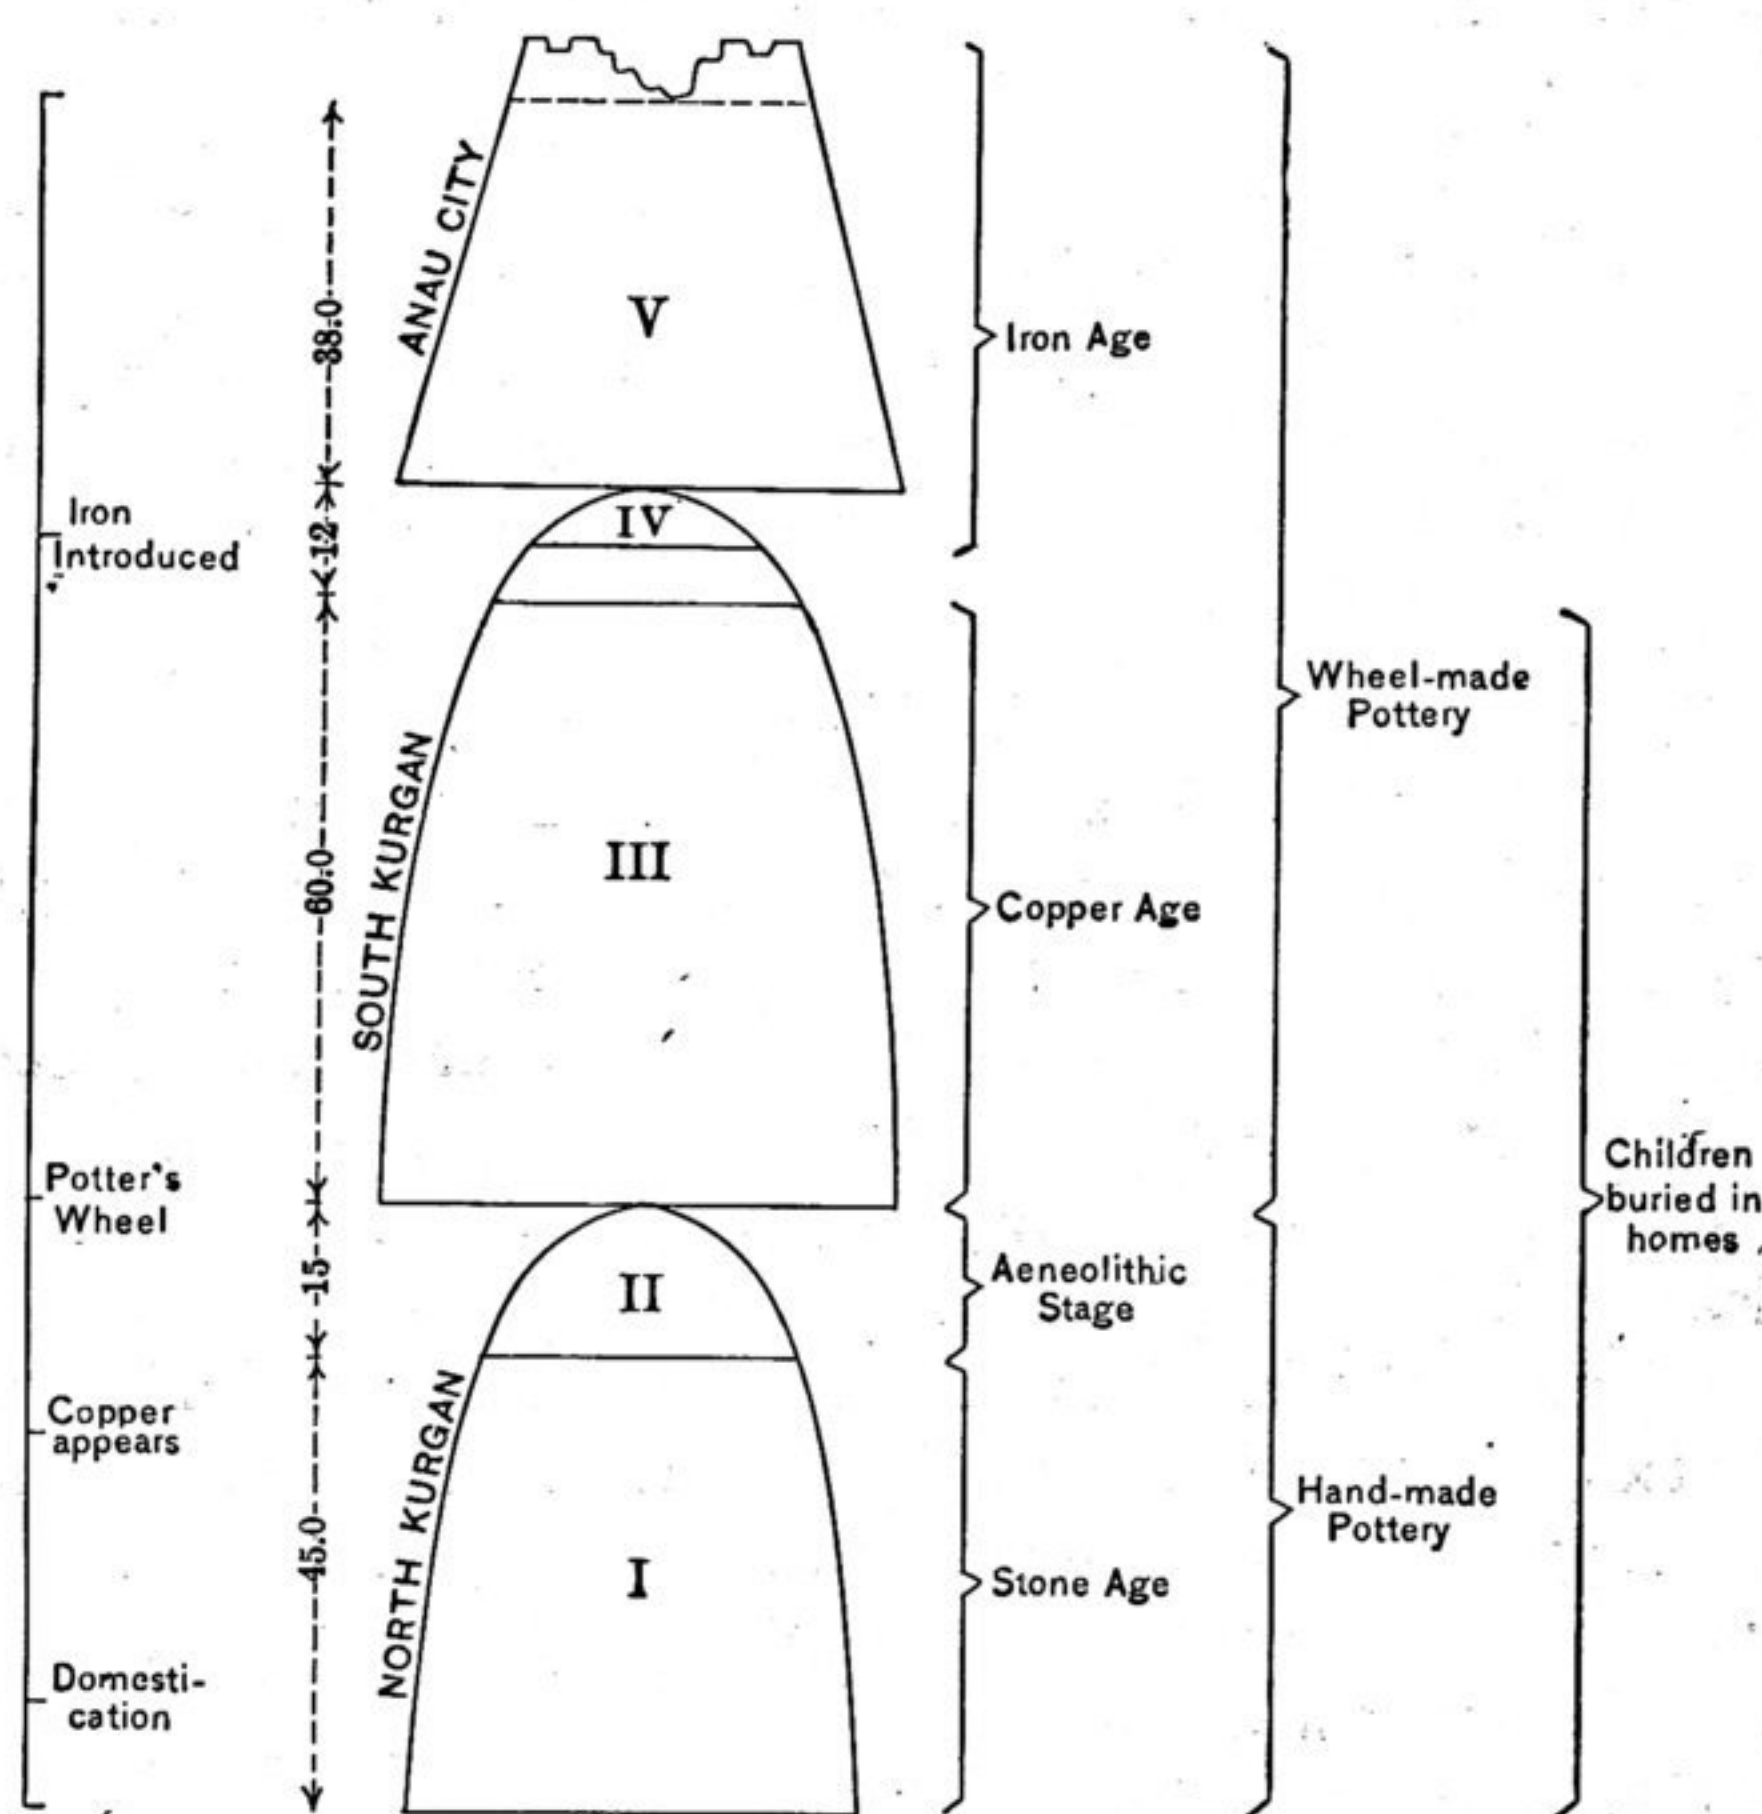 ANAU CITY
V
38.0
Iron Age
Iron
Introduced
12
IV
Wheel-made
Pottery
SOUTH KURGAN
60.0
III
Copper Age
Potter's
Wheel
Children
buried in
homes
15
II
Aeneolithic
Stage
Copper
appears
NORTH KURGAN
45.0
I
Hand-made
Pottery
Stone Age
Domesti-
cation